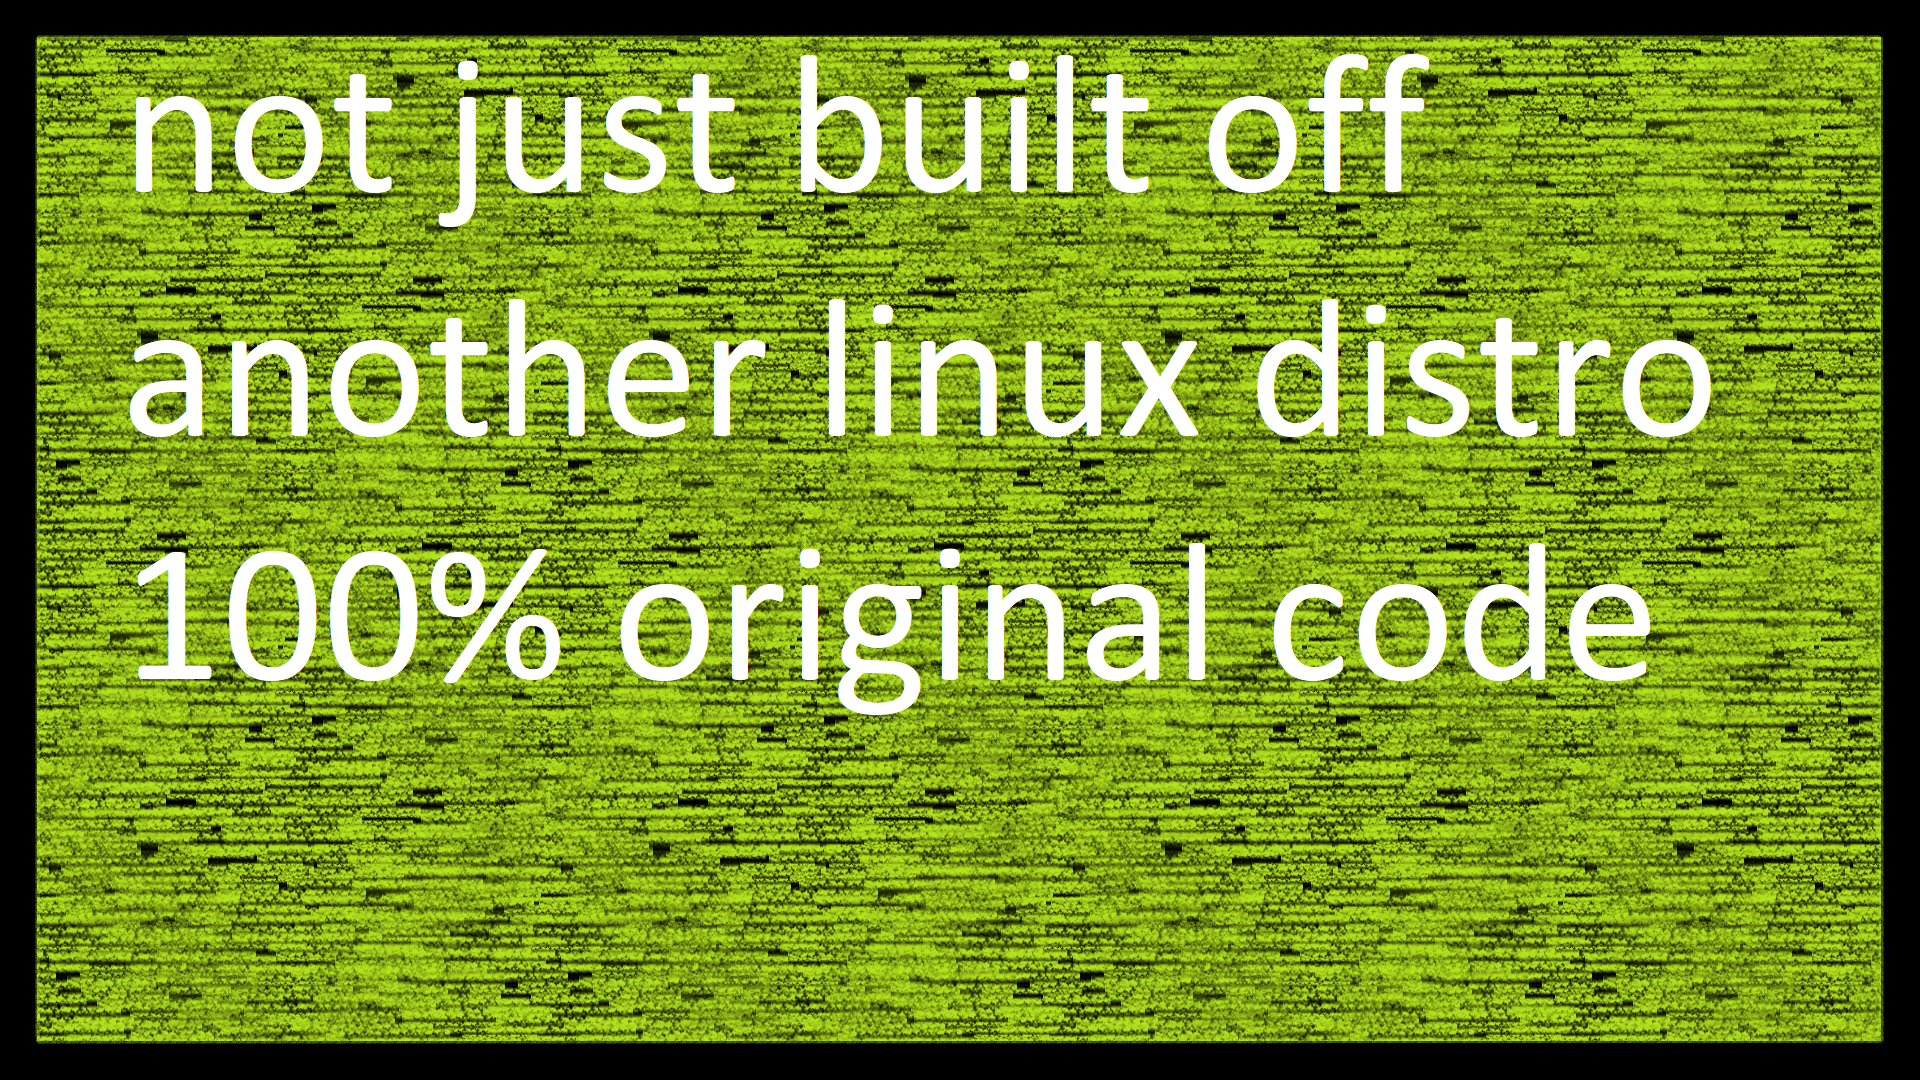 not just built off
another linux distro
100% original code